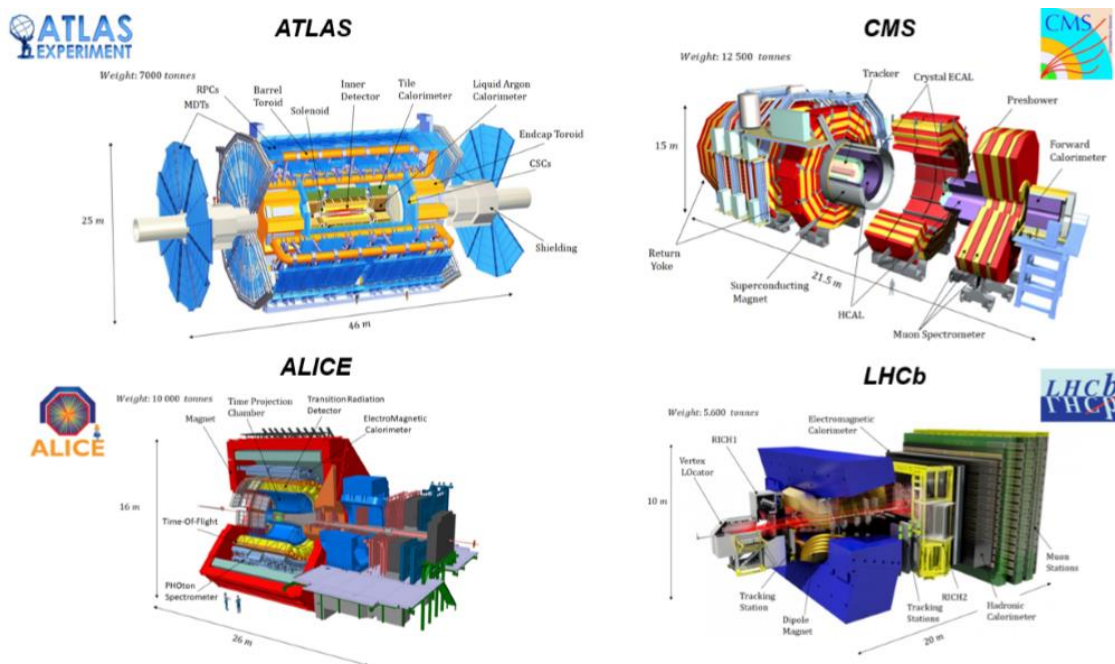 ATLAS
EXPERIMENT
ATLAS
Weight: 7000 tonnes
RPCs
MDTs
Barrel
Toroid
Solenoid
Inner
Detector
Tile
Calorimeter
Liquid Argon
Calorimeter
Endcap Toroid
CSCs
Shielding
25 m
46 m
CMS
CMS
Weight: 12 500 tonnes
Tracker
Crystal ECAL
Preshower
Forward
Calorimeter
15 m
Return
Yoke
Superconducting
Magnet
21.5 m
HCAL
Muon Spectrometer
ALICE
ALICE
Weight: 10 000 tonnes
Time Projection
Chamber
Transition Radiation
Detector
Magnet
ElectroMagnetic
Calorimeter
16 m
Time-Of-Flight
PHOton
Spectrometer
26 m
LHCb
LHCb
Weight: 5.600 tonnes
Electromagnetic
Calorimeter
RICH1
Vertex
LOcator
10 m
Tracking
Station
Dipole
Magnet
Tracking
Stations
RICH2
Muon
Stations
Hadronic
Calorimeter
20 m